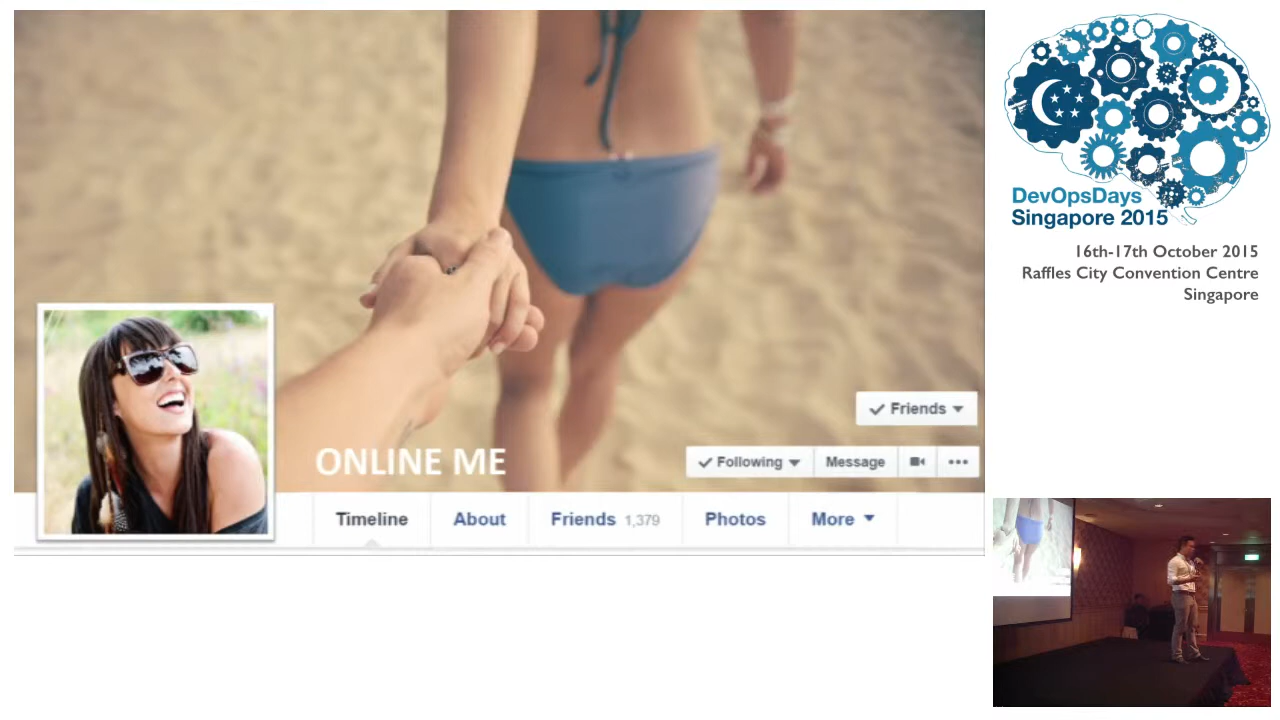 ONLINE ME
Friends
Following
Message
Timeline
About
Friends 1,379
Photos
More
DevOpsDays
Singapore 2015
16th-17th October 2015
Raffles City Convention Centre
Singapore